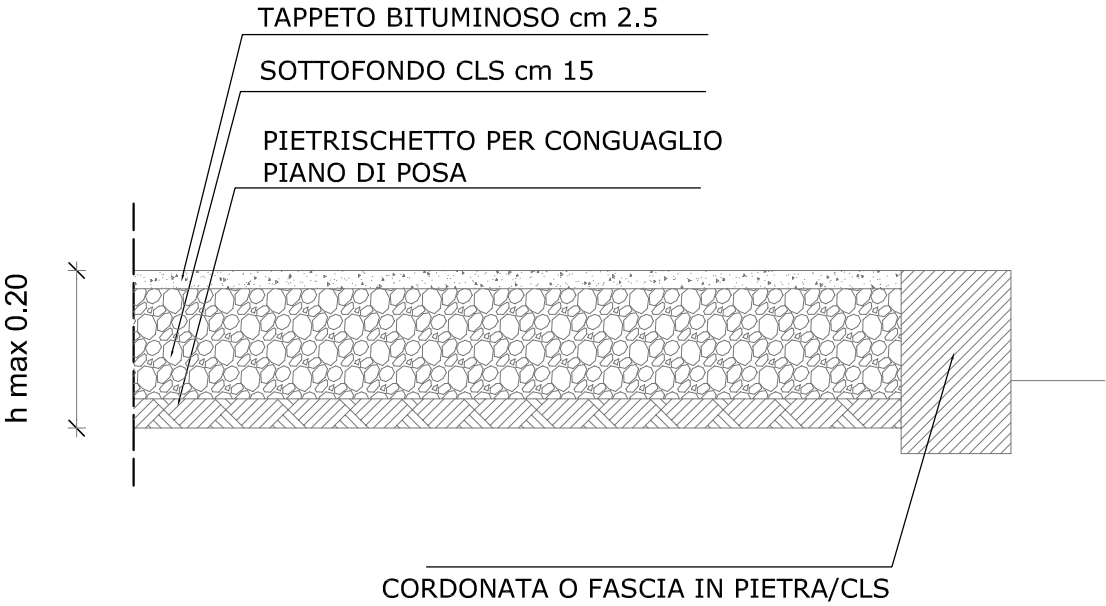 TAPPETO BITUMINOSO cm 2.5
SOTTOFONDO CLS cm 15
PIETRISCHETTO PER CONGUAGLIO
PIANO DI POSA
h max 0.20
CORDONATA O FASCIA IN PIETRA/CLS